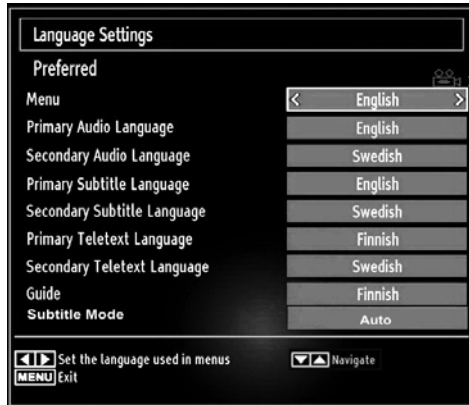 Language Settings
Preferred
Menu < English >
Primary Audio Language English
Secondary Audio Language Swedish
Primary Subtitle Language English
Secondary Subtitle Language Swedish
Primary Teletext Language Finnish
Secondary Teletext Language Swedish
Guide Finnish
Subtitle Mode Auto
Set the language used in menus Navigate
MENU Exit